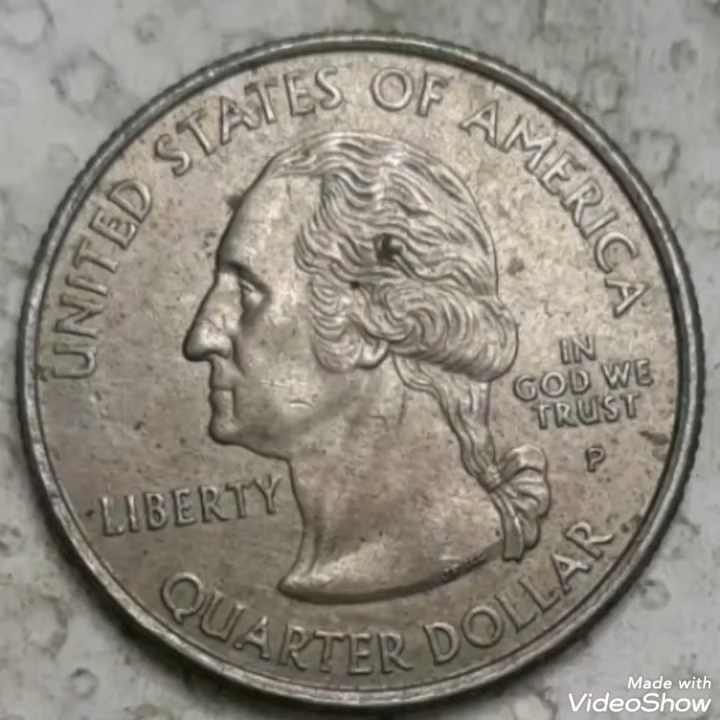 UNITED STATES OF AMERICA
IN
GOD WE
TRUST
P
LIBERTY
QUARTER DOLLAR
Made with
VideoShow